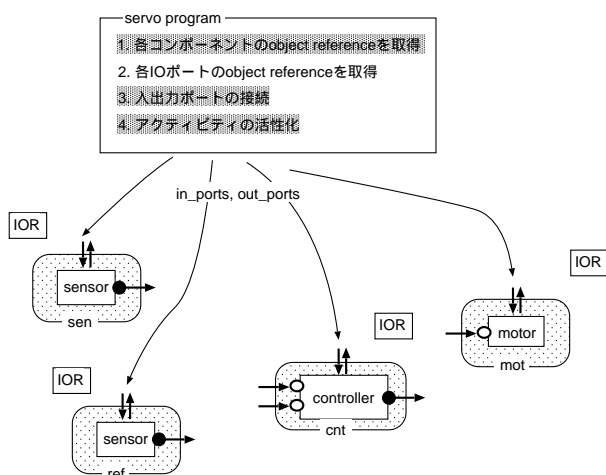 servo program
1. 各コンポーネントのobject referenceを取得
2. 各IOポートのobject referenceを取得
3. 入出力ポートの接続
4. アクティビティの活性化
in_ports, out_ports
IOR
sensor
sen
IOR
motor
mot
IOR
controller
cnt
IOR
sensor
ref